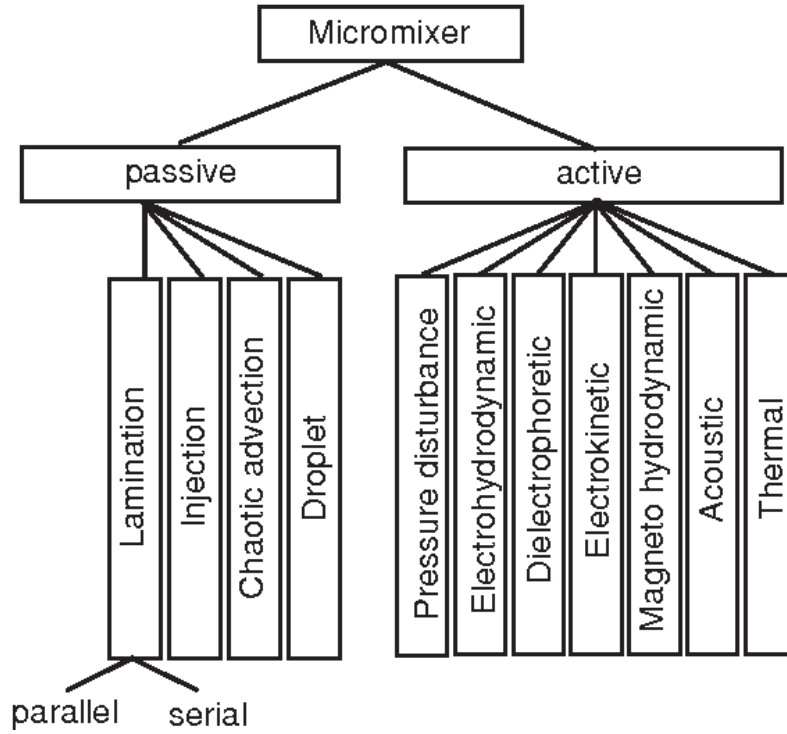 Micromixer
passive
active
Lamination
Injection
Chaotic advection
Droplet
Pressure disturbance
Electrohydrodynamic
Dielectrophoretic
Electrokinetic
Magneto hydrodynamic
Acoustic
Thermal
parallel
serial